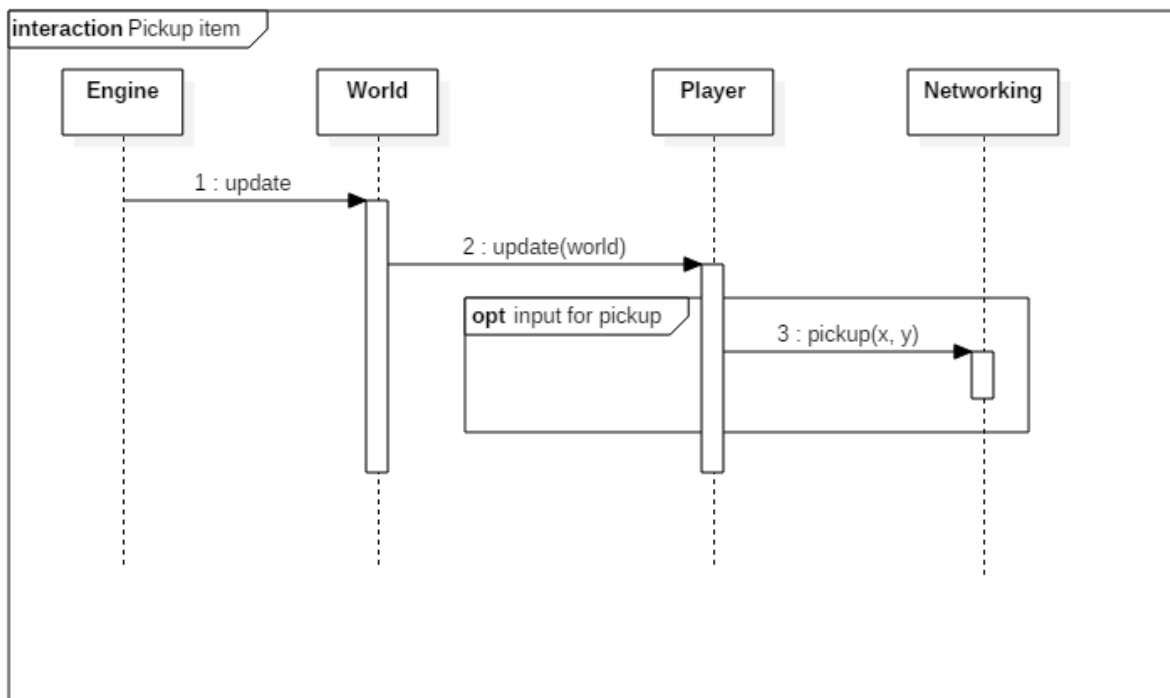 interaction Pickup item
Engine
World
Player
Networking
1 : update
2 : update(world)
opt input for pickup
3 : pickup(x, y)